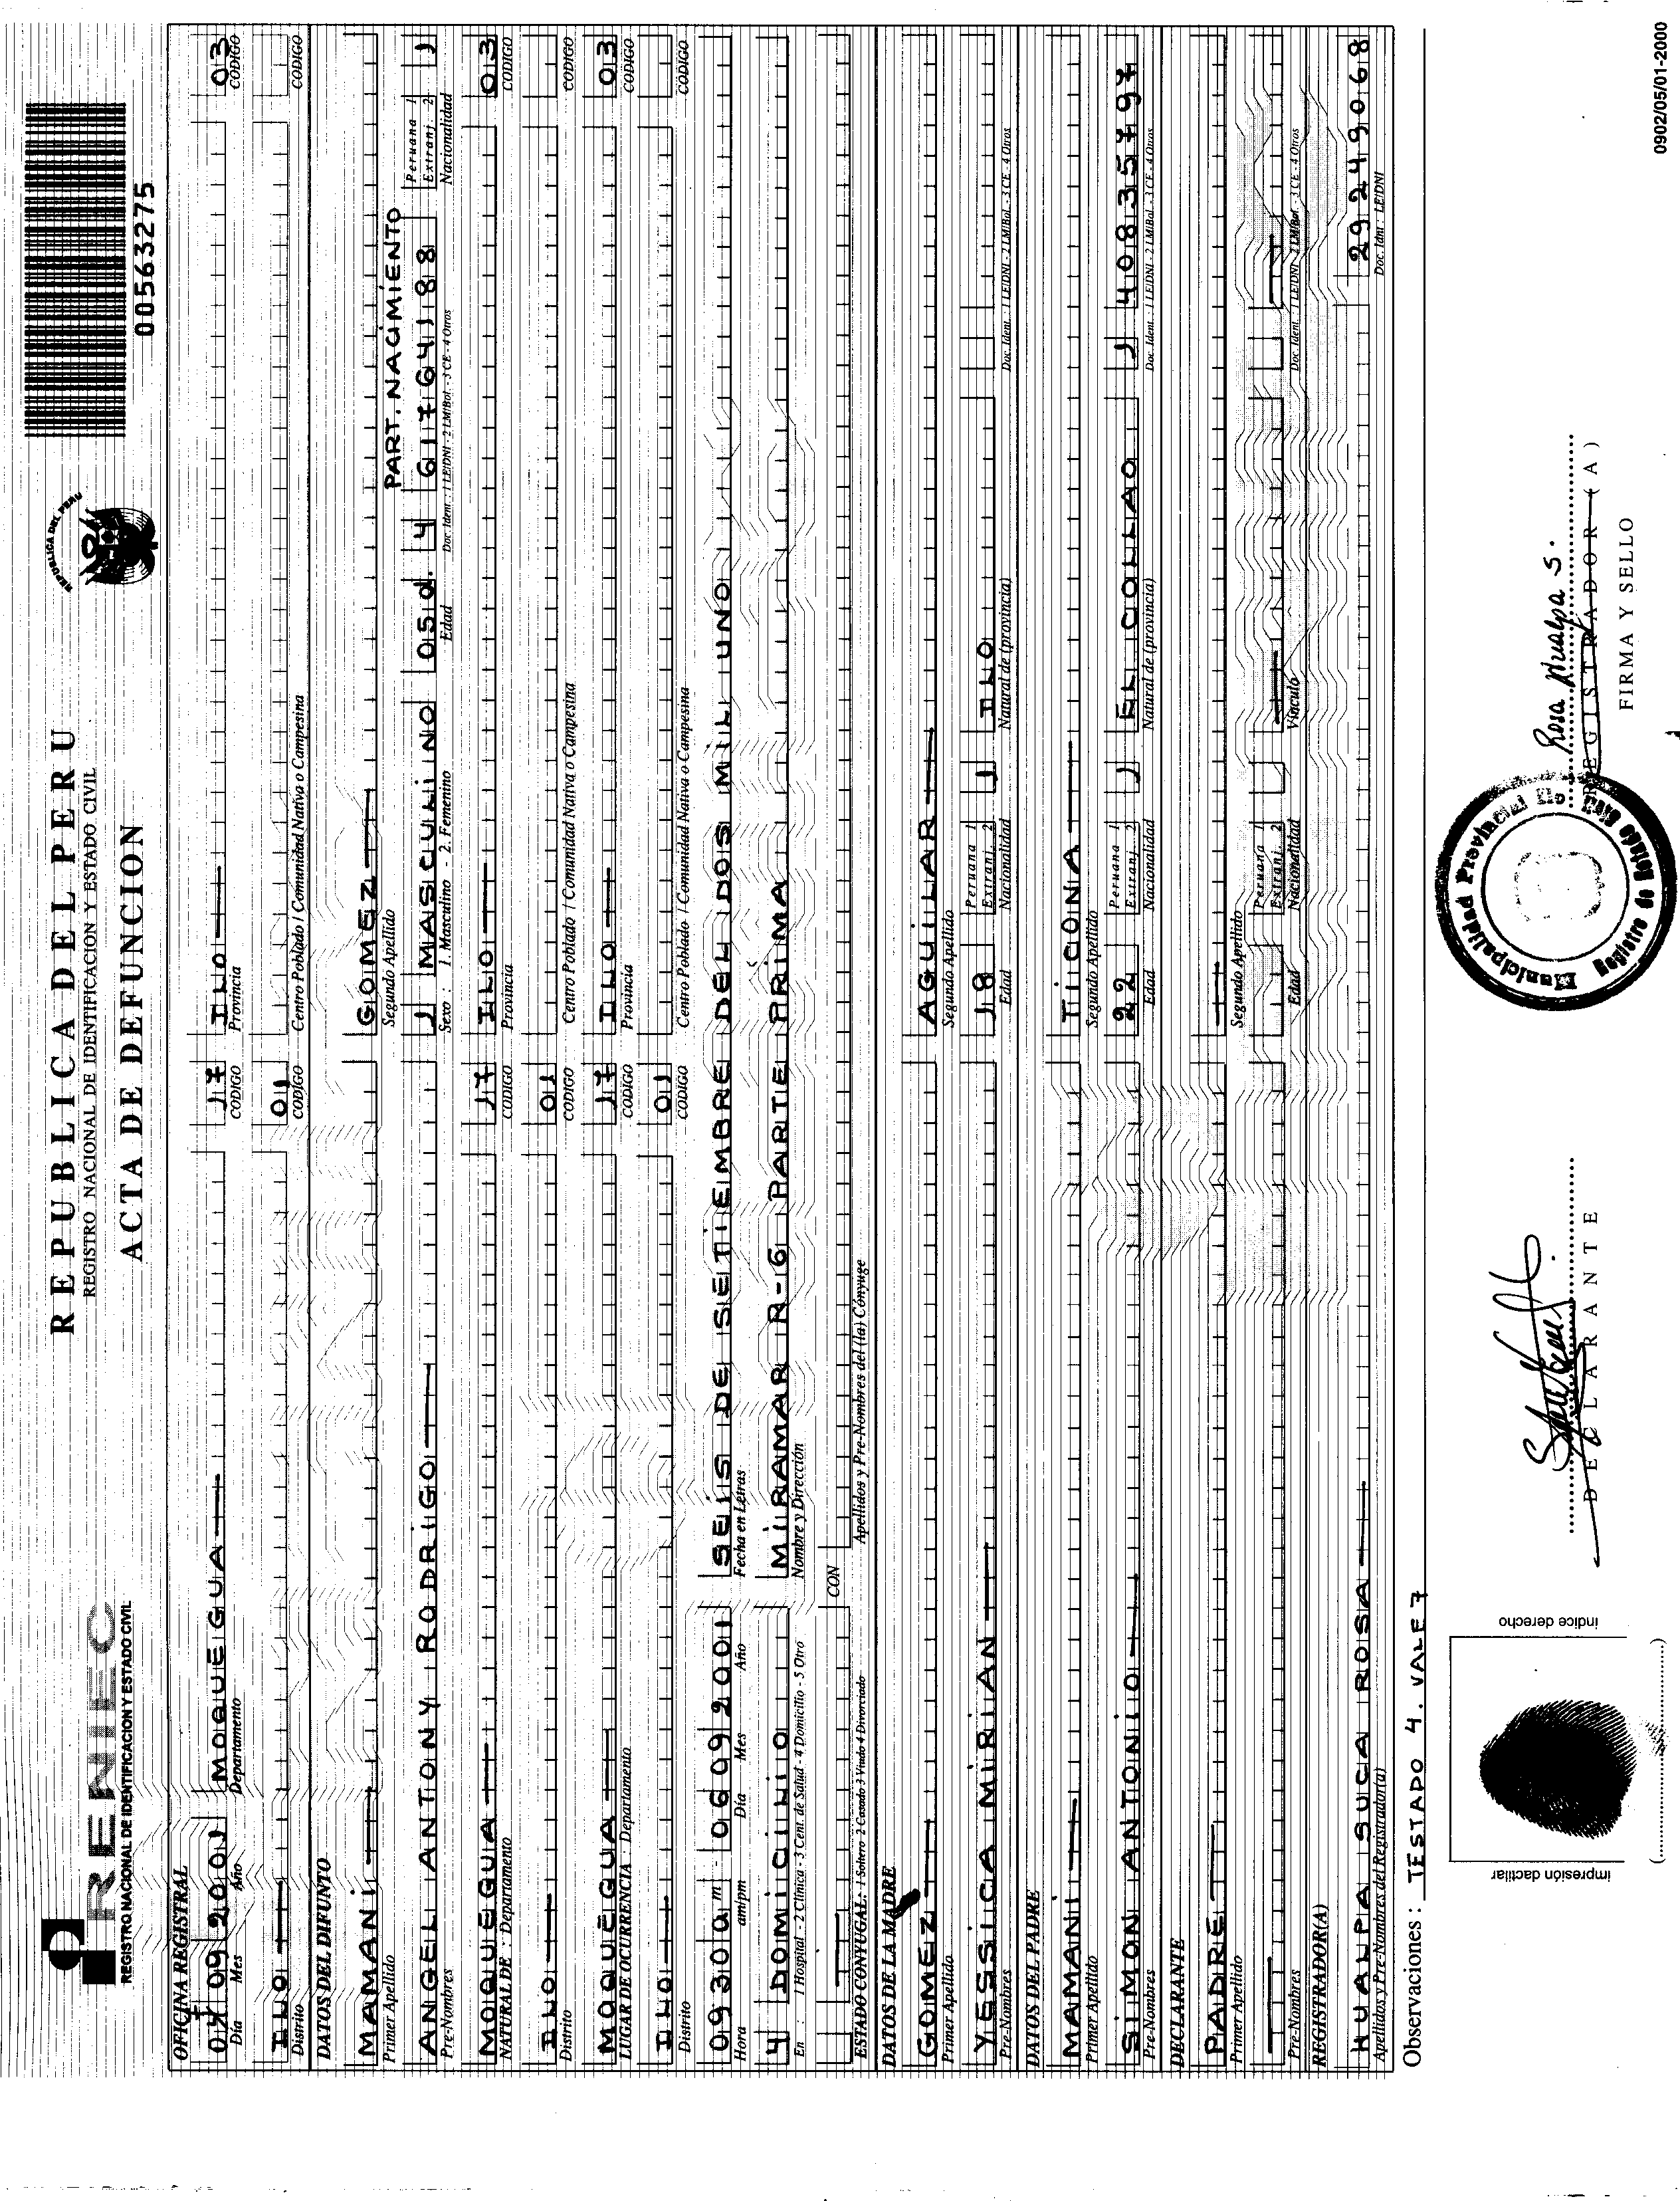 RENIEC
REGISTRO NACIONAL DE IDENTIFICACION Y ESTADO CIVIL
REPUBLICA DEL PERU
REGISTRO NACIONAL DE IDENTIFICACION Y ESTADO CIVIL
ACTA DE DEFUNCION
REPUBLICA DEL PERU
00563275
OFICINA REGISTRAL
09 2001 MOQUEGUA 17 ILO 03
Día Mes Año Departamento CODIGO Provincia CODIGO
ILO 01
Distrito CODIGO Centro Poblado / Comunidad Nativa o Campesina CODIGO
DATOS DEL DIFUNTO
MAMANI GOMEZ PART. NACIMIENTO
Primer Apellido Segundo Apellido
ANGEL ANTONY RODRIGO 1 MASCULINO 05d. 4 61764188 Peruana 1 Extranj. 2 1
Pre-Nombres Sexo : 1. Masculino - 2. Femenino Edad Doc. Ident.: 1 LE/DNI - 2 LM/Bol. - 3 CE - 4 Otros Nacionalidad
MOQUEGUA 17 ILO 03
NATURAL DE : Departamento CODIGO Provincia CODIGO
ILO 01
Distrito CODIGO Centro Poblado / Comunidad Nativa o Campesina CODIGO
MOQUEGUA 17 ILO 03
LUGAR DE OCURRENCIA : Departamento CODIGO Provincia CODIGO
ILO 01
Distrito CODIGO Centro Poblado / Comunidad Nativa o Campesina CODIGO
0930am - 06 09 2001 SEIS DE SETIEMBRE DEL DOS MIL UNO
Hora am/pm Día Mes Año Fecha en Letras
4 DOMICILIO MIRAMAR R-6 PARTE PRIMA
En : 1 Hospital - 2 Clínica - 3 Cent. de Salud - 4 Domicilio - 5 Otro Nombre y Dirección
CON
ESTADO CONYUGAL: 1 Soltero 2 Casado 3 Viudo 4 Divorciado Apellidos y Pre-Nombres del (la) Cónyuge
DATOS DE LA MADRE
GOMEZ AGUILAR
Primer Apellido Segundo Apellido
YESSICA MIRIAN 18 Peruana 1 Extranj. 2 1 ILO
Pre-Nombres Edad Nacionalidad Natural de (provincia) Doc. Ident. : 1 LE/DNI - 2 LM/Bol. - 3 CE - 4 Otros
DATOS DEL PADRE
MAMANI TICONA
Primer Apellido Segundo Apellido
SIMON ANTONIO 22 Peruana 1 Extranj. 2 1 EL COLLAO 1 40835797
Pre-Nombres Edad Nacionalidad Natural de (provincia) Doc. Ident. : 1 LE/DNI - 2 LM/Bol. - 3 CE - 4 Otros
DECLARANTE
PADRE
Primer Apellido Segundo Apellido
Peruana 1 Extranj. 2
Pre-Nombres Edad Nacionalidad Vínculo Doc. Ident. : 1 LE/DNI - 2 LM/Bol. - 3 CE - 4 Otros
REGISTRADOR(A)
HUALPA SUCIA ROSA 29249068
Apellidos y Pre-Nombres del Registrador(a) Doc. Idnt : LE/DNI
Observaciones : TESTADO 4. VALE 7
impresión dactilar
indice derecho
DECLARANTE
Municipalidad Provincial Ilo
Registro de Estado Civil
Rosa Hualpa S.
REGISTRADOR (A)
FIRMA Y SELLO
0902/05/01-2000